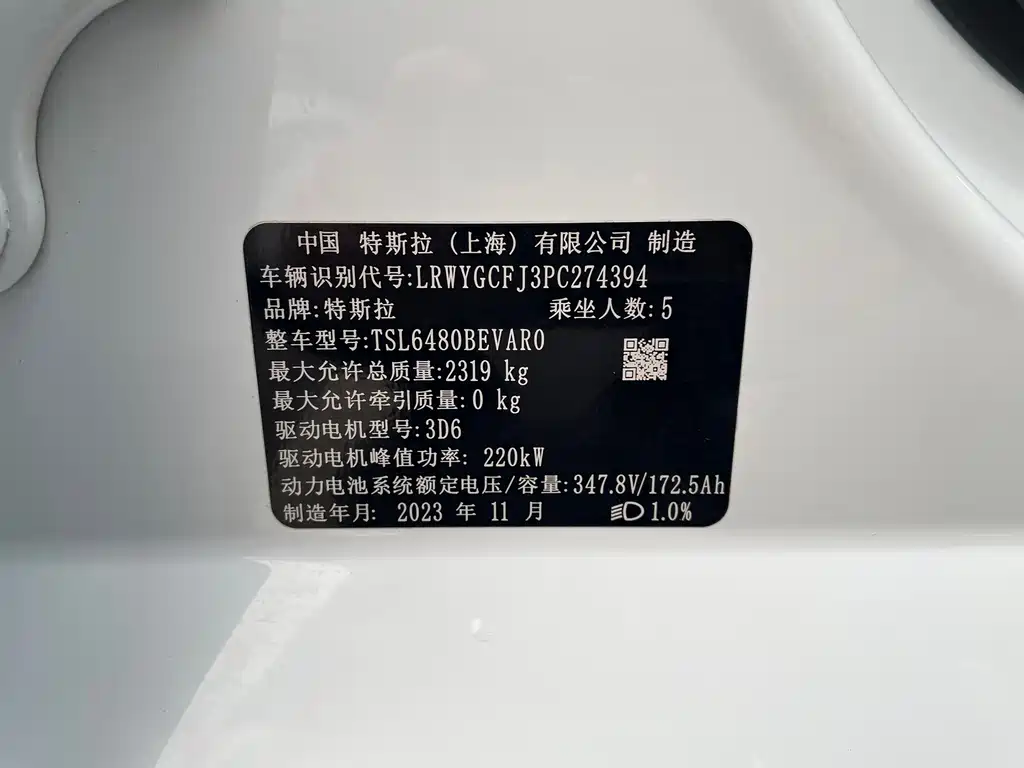 中国 特斯拉 (上海) 有限公司 制造
车辆识别代号:LRWYGCFJ3PC274394
品牌:特斯拉 乘坐人数:5
整车型号:TSL6480BEVAR0
最大允许总质量:2319 kg
最大允许牵引质量:0 kg
驱动电机型号:3D6
驱动电机峰值功率: 220kW
动力电池系统额定电压/容量:347.8V/172.5Ah
制造年月: 2023 年 11 月 1.0%